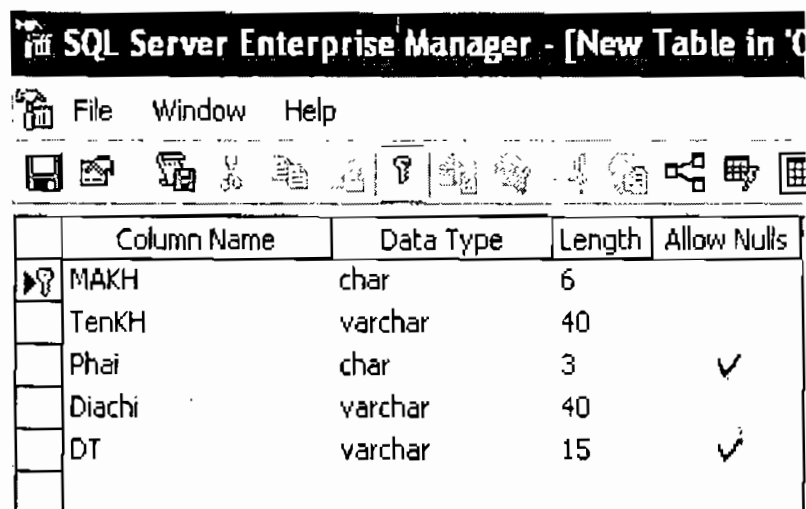 SQL Server Enterprise Manager - [New Table in '
File Window Help
Column Name Data Type Length Allow Nulls
MAKH char 6
TenKH varchar 40
Phai char 3 ✓
Diachi varchar 40
DT varchar 15 ✓